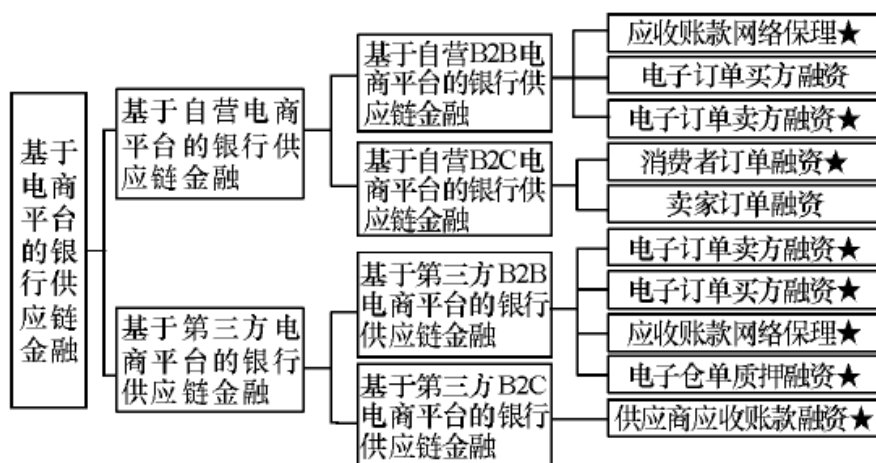 基于
电商
平台
的银
行供
应链
金融
基于自营电商
平台的银行供
应链金融
基于自营B2B电
商平台的银行供
应链金融
应收账款网络保理★
电子订单买方融资
电子订单卖方融资★
基于自营B2C电
商平台的银行供
应链金融
消费者订单融资★
卖家订单融资
基于第三方电
商平台的银行
供应链金融
基于第三方B2B
电商平台的银行
供应链金融
电子订单卖方融资★
电子订单买方融资★
应收账款网络保理★
电子仓单质押融资★
基于第三方B2C
电商平台的银行
供应链金融
供应商应收账款融资★